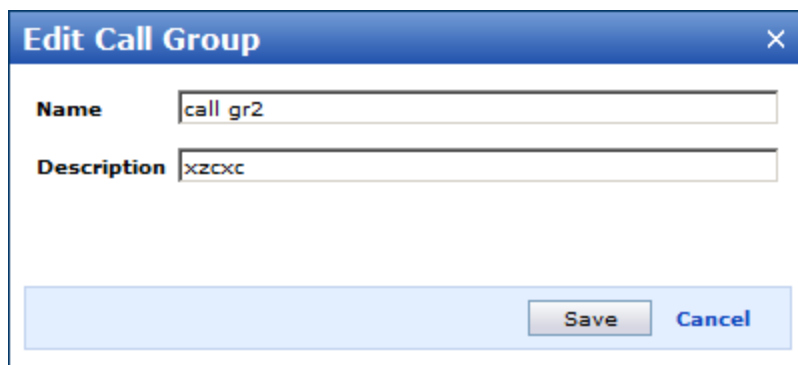 Edit Call Group
Name call gr2
Description xzcxc
Save Cancel